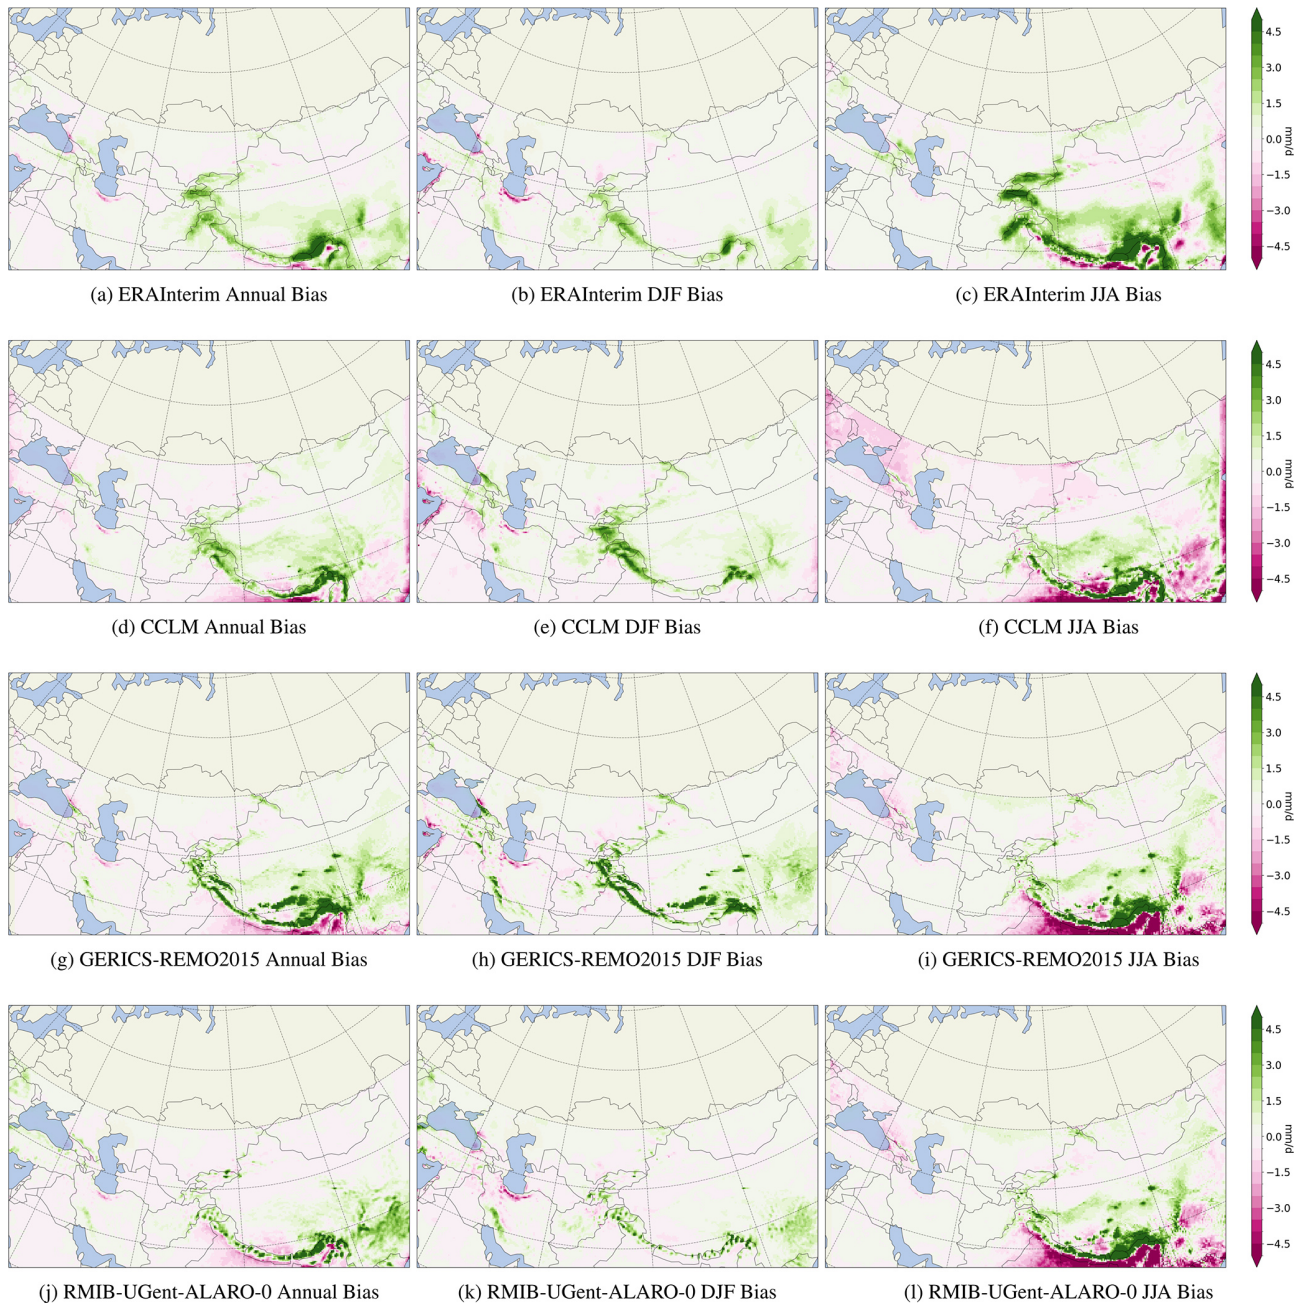 4.5
3.0
1.5
0.0
−1.5
−3.0
−4.5
mm/d
(a) ERAInterim Annual Bias
(b) ERAInterim DJF Bias
(c) ERAInterim JJA Bias
4.5
3.0
1.5
0.0
−1.5
−3.0
−4.5
mm/d
(d) CCLM Annual Bias
(e) CCLM DJF Bias
(f) CCLM JJA Bias
4.5
3.0
1.5
0.0
−1.5
−3.0
−4.5
mm/d
(g) GERICS-REMO2015 Annual Bias
(h) GERICS-REMO2015 DJF Bias
(i) GERICS-REMO2015 JJA Bias
4.5
3.0
1.5
0.0
−1.5
−3.0
−4.5
mm/d
(j) RMIB-UGent-ALARO-0 Annual Bias
(k) RMIB-UGent-ALARO-0 DJF Bias
(l) RMIB-UGent-ALARO-0 JJA Bias